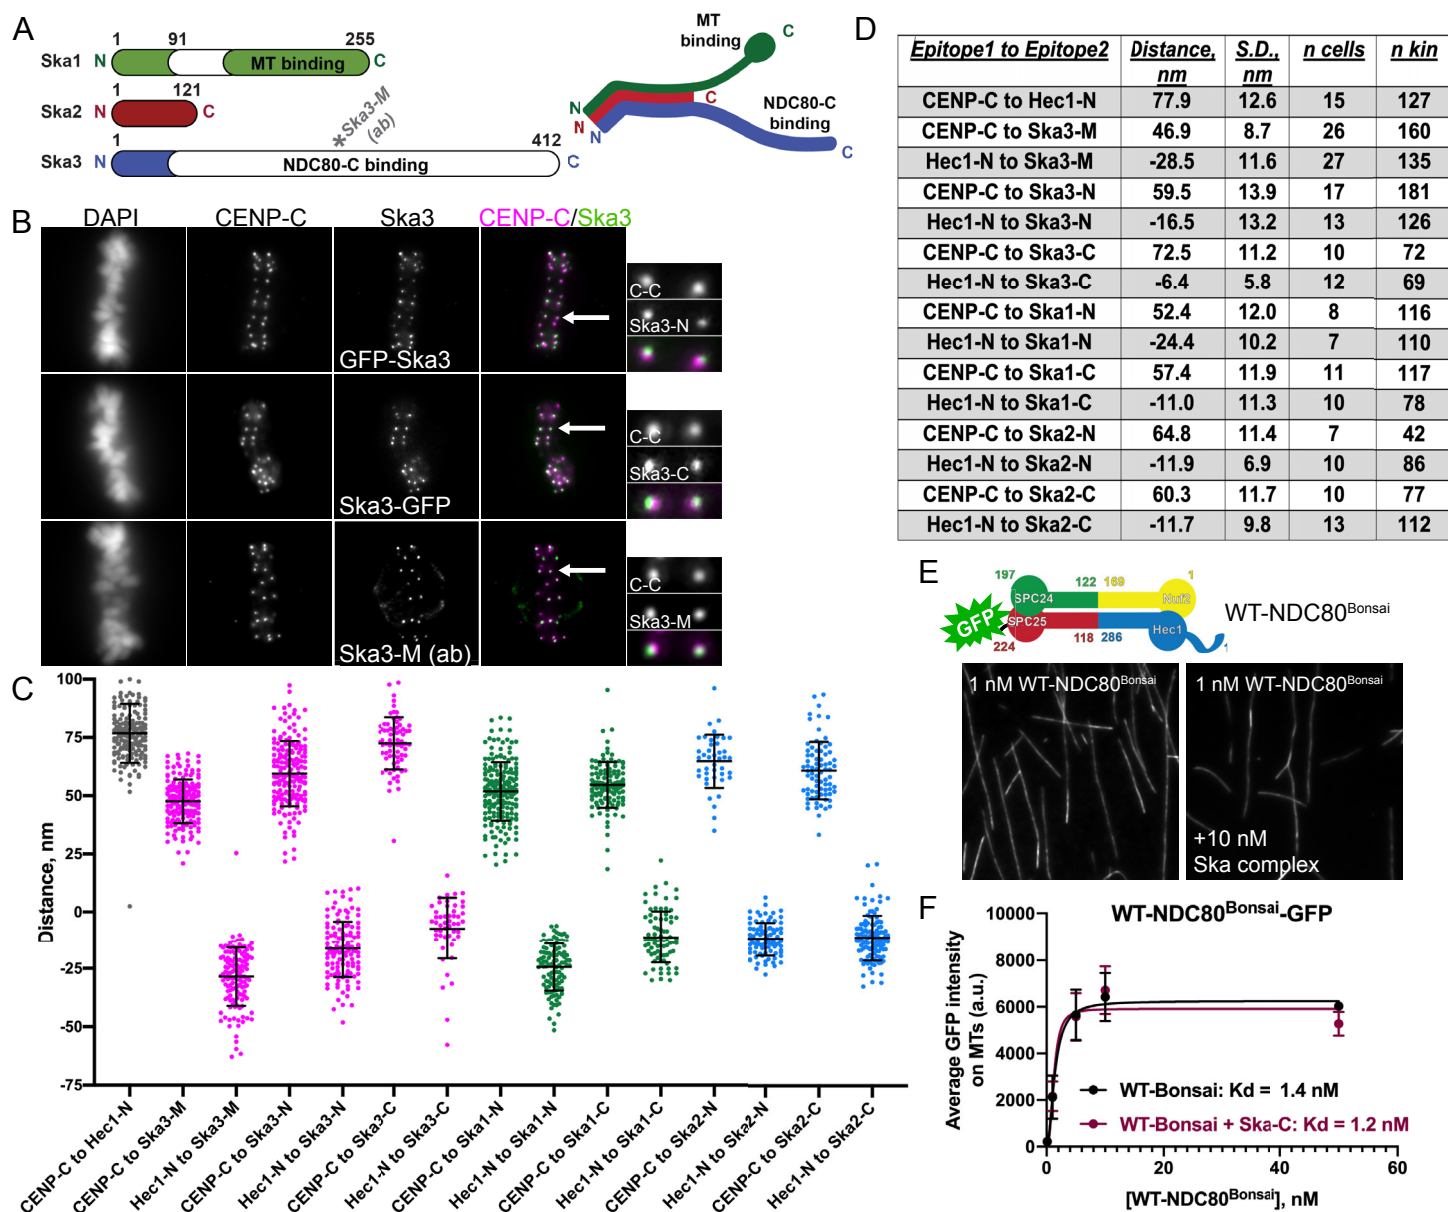 A
1 91 255
Ska1 N MT binding C
1 121
Ska2 N C
*Ska3-M
(ab)
1 412
Ska3 N NDC80-C binding C
MT
binding
C
C
N
N
N
NDC80-C
binding
C
B
DAPI CENP-C Ska3 CENP-C/Ska3
C-C
Ska3-N
GFP-Ska3
C-C
Ska3-C
Ska3-GFP
C-C
Ska3-M
Ska3-M (ab)
C
Distance, nm
100
75
50
25
0
-25
-50
-75
CENP-C to Hec1-N
CENP-C to Ska3-M
Hec1-N to Ska3-M
CENP-C to Ska3-N
Hec1-N to Ska3-N
CENP-C to Ska3-C
Hec1-N to Ska3-C
CENP-C to Ska1-N
Hec1-N to Ska1-N
CENP-C to Ska1-C
Hec1-N to Ska1-C
CENP-C to Ska2-N
Hec1-N to Ska2-N
CENP-C to Ska2-C
Hec1-N to Ska2-C
D
Epitope1 to Epitope2 Distance, nm S.D., nm n cells n kin
CENP-C to Hec1-N 77.9 12.6 15 127
CENP-C to Ska3-M 46.9 8.7 26 160
Hec1-N to Ska3-M -28.5 11.6 27 135
CENP-C to Ska3-N 59.5 13.9 17 181
Hec1-N to Ska3-N -16.5 13.2 13 126
CENP-C to Ska3-C 72.5 11.2 10 72
Hec1-N to Ska3-C -6.4 5.8 12 69
CENP-C to Ska1-N 52.4 12.0 8 116
Hec1-N to Ska1-N -24.4 10.2 7 110
CENP-C to Ska1-C 57.4 11.9 11 117
Hec1-N to Ska1-C -11.0 11.3 10 78
CENP-C to Ska2-N 64.8 11.4 7 42
Hec1-N to Ska2-N -11.9 6.9 10 86
CENP-C to Ska2-C 60.3 11.7 10 77
Hec1-N to Ska2-C -11.7 9.8 13 112
E
197 122 169 1
SPC24 Nuf2
GFP SPC25 Hec1
224 118 286 1
WT-NDC80Bonsai
1 nM WT-NDC80Bonsai
1 nM WT-NDC80Bonsai
+10 nM
Ska complex
F
WT-NDC80Bonsai-GFP
Average GFP intensity
on MTs (a.u.)
10000
8000
6000
4000
2000
0
WT-Bonsai: Kd = 1.4 nM
WT-Bonsai + Ska-C: Kd = 1.2 nM
0 20 40 60
[WT-NDC80Bonsai], nM